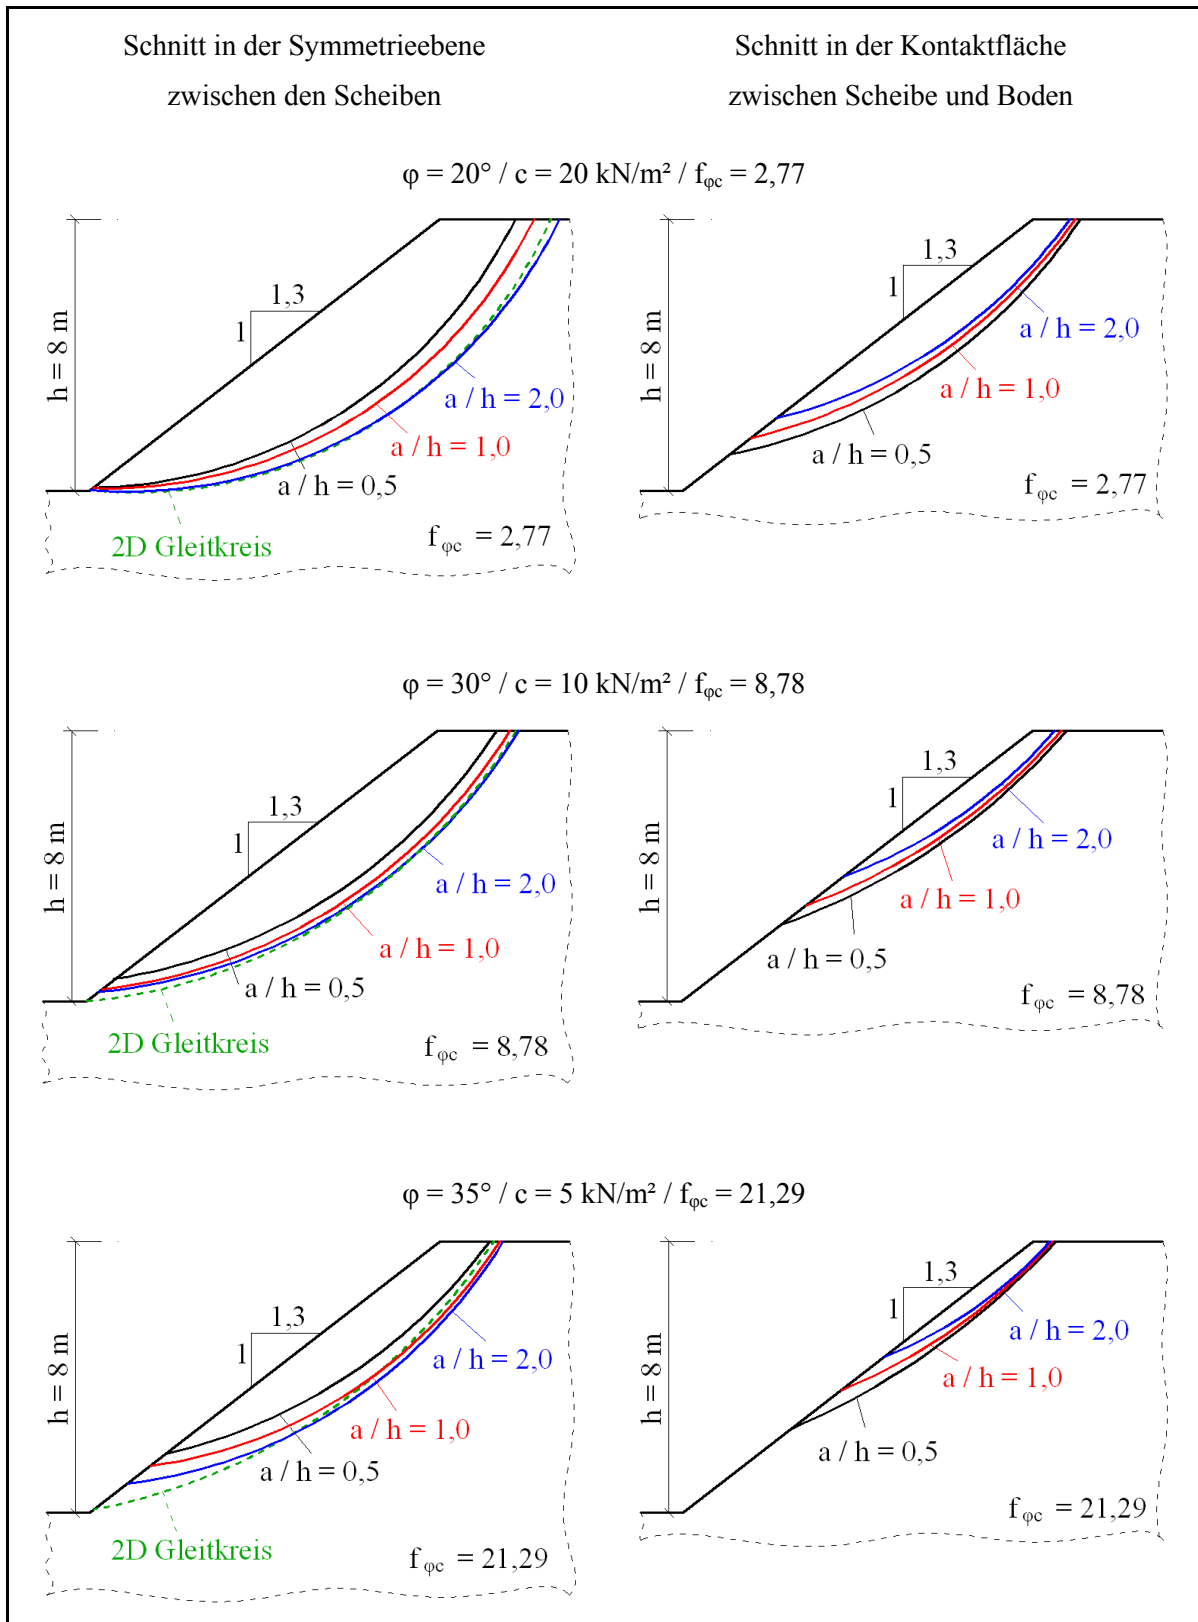 Schnitt in der Symmetrieebene
zwischen den Scheiben
Schnitt in der Kontaktfläche
zwischen Scheibe und Boden
φ = 20° / c = 20 kN/m² / fφc = 2,77
h = 8 m
1,3
1
a / h = 2,0
a / h = 1,0
a / h = 0,5
2D Gleitkreis
fφc = 2,77
h = 8 m
1,3
1
a / h = 2,0
a / h = 1,0
a / h = 0,5
fφc = 2,77
φ = 30° / c = 10 kN/m² / fφc = 8,78
h = 8 m
1,3
1
a / h = 2,0
a / h = 1,0
a / h = 0,5
2D Gleitkreis
fφc = 8,78
h = 8 m
1,3
1
a / h = 2,0
a / h = 1,0
a / h = 0,5
fφc = 8,78
φ = 35° / c = 5 kN/m² / fφc = 21,29
h = 8 m
1,3
1
a / h = 2,0
a / h = 1,0
a / h = 0,5
2D Gleitkreis
fφc = 21,29
h = 8 m
1,3
1
a / h = 2,0
a / h = 1,0
a / h = 0,5
fφc = 21,29